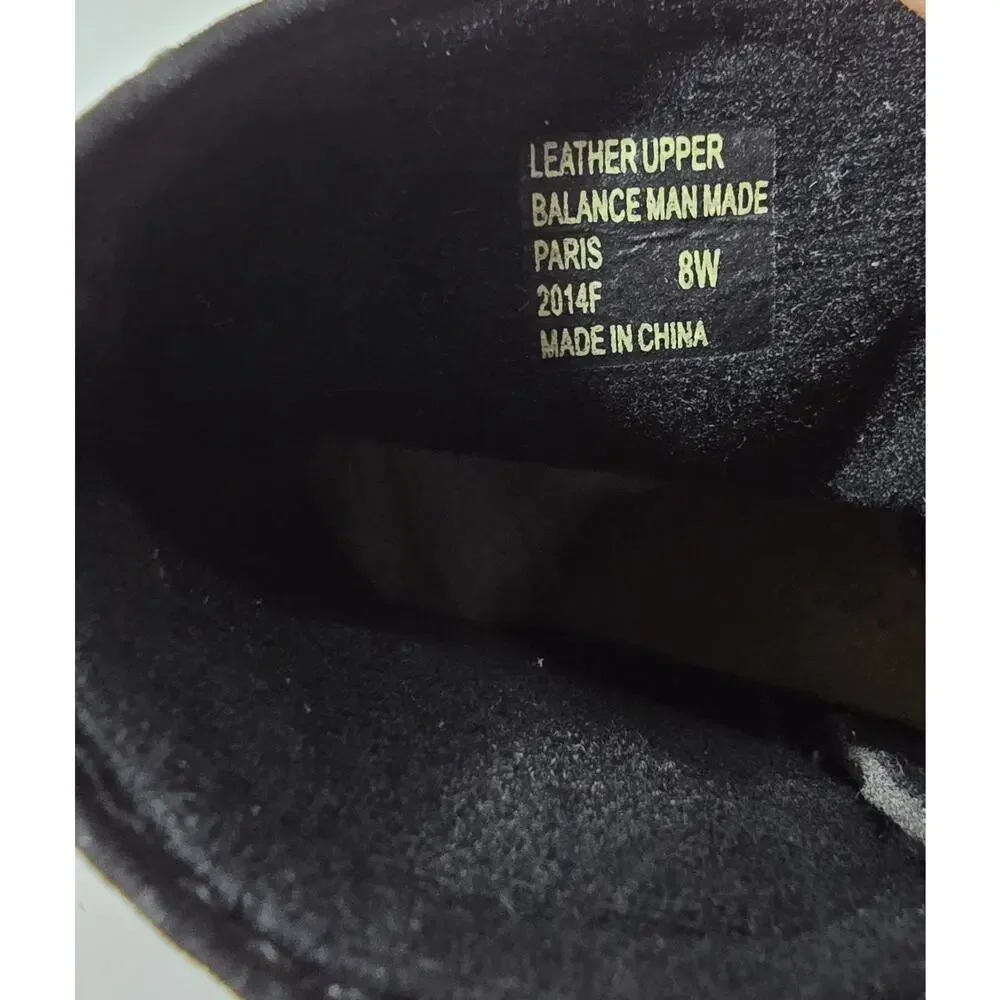 LEATHER UPPER
BALANCE MAN MADE
PARIS 8W
2014F
MADE IN CHINA